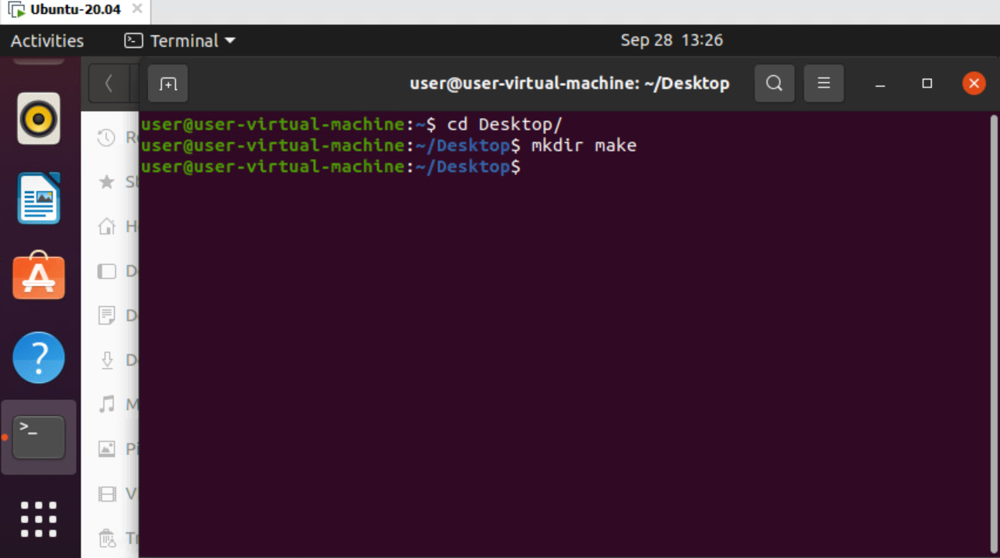 Ubuntu-20.04
Activities Terminal Sep 28 13:26
user@user-virtual-machine: ~/Desktop
user@user-virtual-machine:~$ cd Desktop/
user@user-virtual-machine:~/Desktop$ mkdir make
user@user-virtual-machine:~/Desktop$